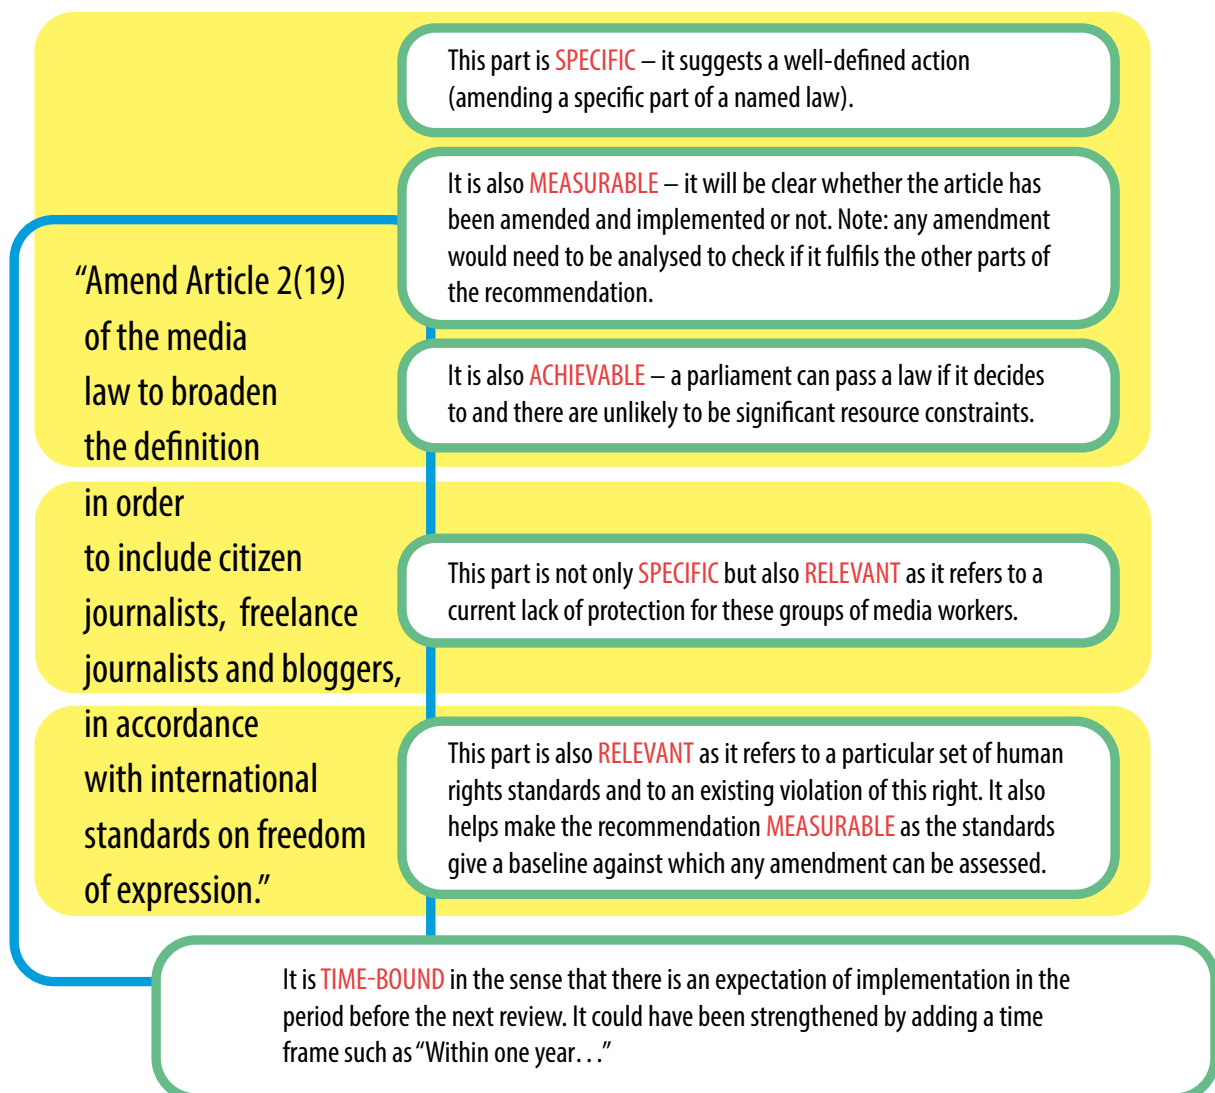 “Amend Article 2(19)
of the media
law to broaden
the definition
in order
to include citizen
journalists, freelance
journalists and bloggers,
in accordance
with international
standards on freedom
of expression.”
This part is SPECIFIC – it suggests a well-defined action
(amending a specific part of a named law).
It is also MEASURABLE – it will be clear whether the article has
been amended and implemented or not. Note: any amendment
would need to be analysed to check if it fulfils the other parts of
the recommendation.
It is also ACHIEVABLE – a parliament can pass a law if it decides
to and there are unlikely to be significant resource constraints.
This part is not only SPECIFIC but also RELEVANT as it refers to a
current lack of protection for these groups of media workers.
This part is also RELEVANT as it refers to a particular set of human
rights standards and to an existing violation of this right. It also
helps make the recommendation MEASURABLE as the standards
give a baseline against which any amendment can be assessed.
It is TIME-BOUND in the sense that there is an expectation of implementation in the
period before the next review. It could have been strengthened by adding a time
frame such as “Within one year…”